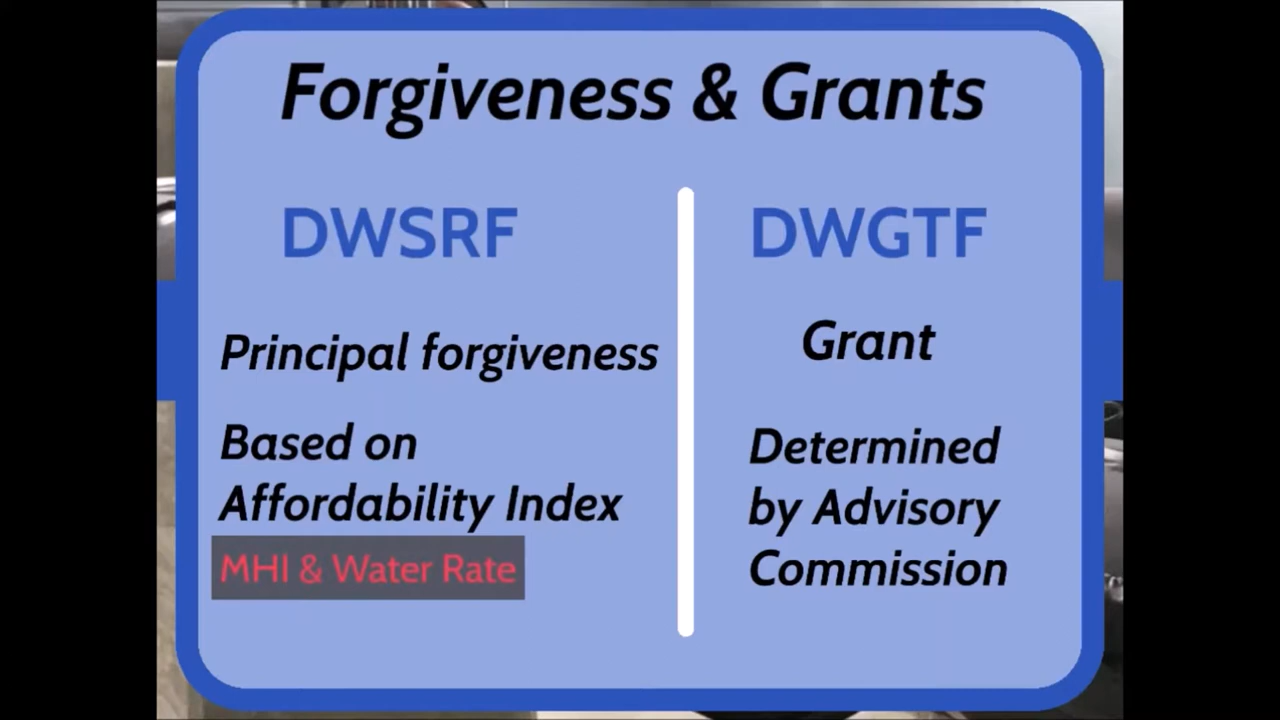 Forgiveness & Grants
DWSRF
Principal forgiveness
Based on
Affordability Index
MHI & Water Rate
DWGTF
Grant
Determined
by Advisory
Commission